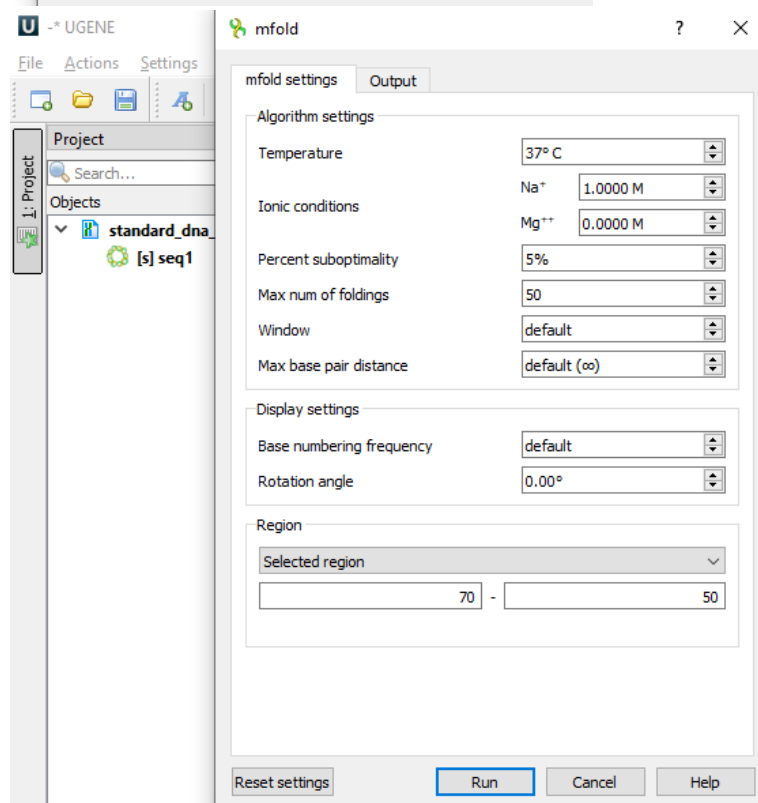 U -* UGENE
File Actions Settings
1: Project
Project
Search...
Objects
standard_dna_
[s] seq1
mfold ?
mfold settings Output
Algorithm settings
Temperature 37° C
Ionic conditions
Na⁺ 1.0000 M
Mg⁺⁺ 0.0000 M
Percent suboptimality 5%
Max num of foldings 50
Window default
Max base pair distance default (∞)
Display settings
Base numbering frequency default
Rotation angle 0.00°
Region
Selected region
70 - 50
Reset settings Run Cancel Help